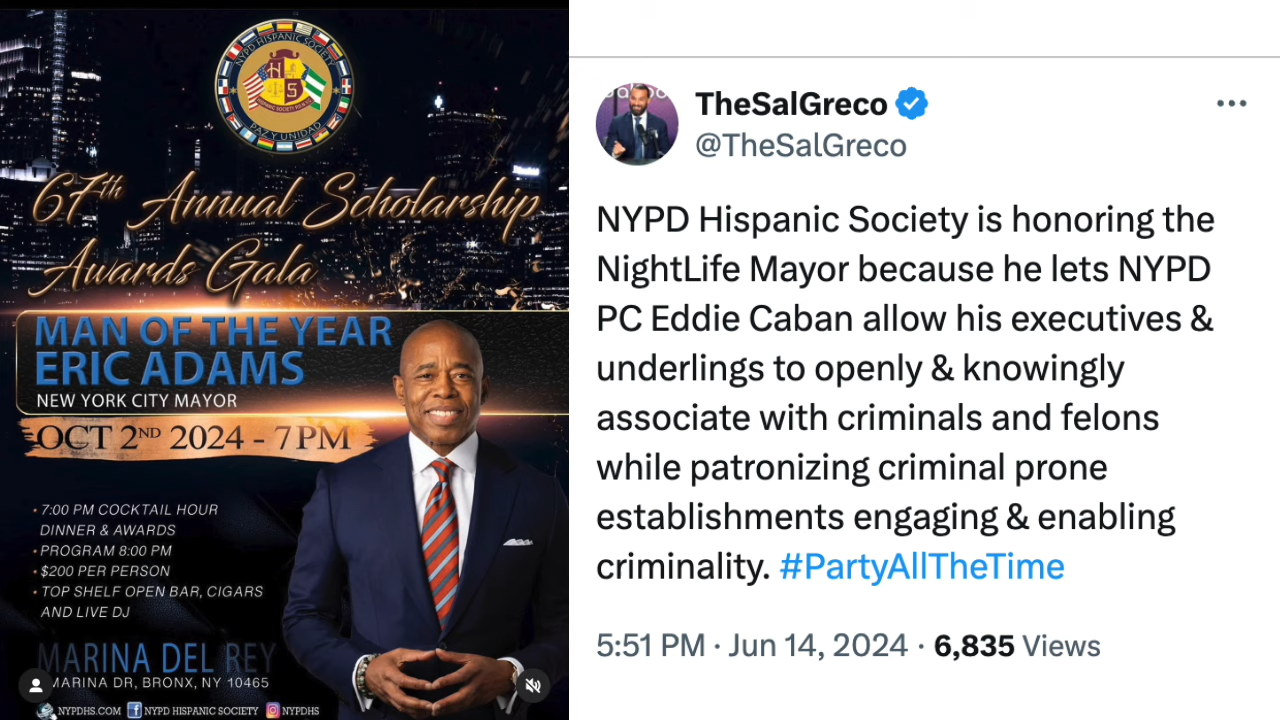 NYPD HISPANIC SOCIETY
H
S
HISPANIC SOCIETY
PAZ Y UNIDAD
67th Annual Scholarship
Awards Gala
MAN OF THE YEAR
ERIC ADAMS
NEW YORK CITY MAYOR
OCT 2ND 2024 - 7PM
• 7:00 PM COCKTAIL HOUR
DINNER & AWARDS
• PROGRAM 8:00 PM
• $200 PER PERSON
• TOP SHELF OPEN BAR, CIGARS
AND LIVE DJ
MARINA DEL REY
MARINA DR, BRONX, NY 10465
NYPDHS.COM f NYPD HISPANIC SOCIETY NYPDHS
TheSalGreco
@TheSalGreco
NYPD Hispanic Society is honoring the
NightLife Mayor because he lets NYPD
PC Eddie Caban allow his executives &
underlings to openly & knowingly
associate with criminals and felons
while patronizing criminal prone
establishments engaging & enabling
criminality. #PartyAllTheTime
5:51 PM · Jun 14, 2024 · 6,835 Views